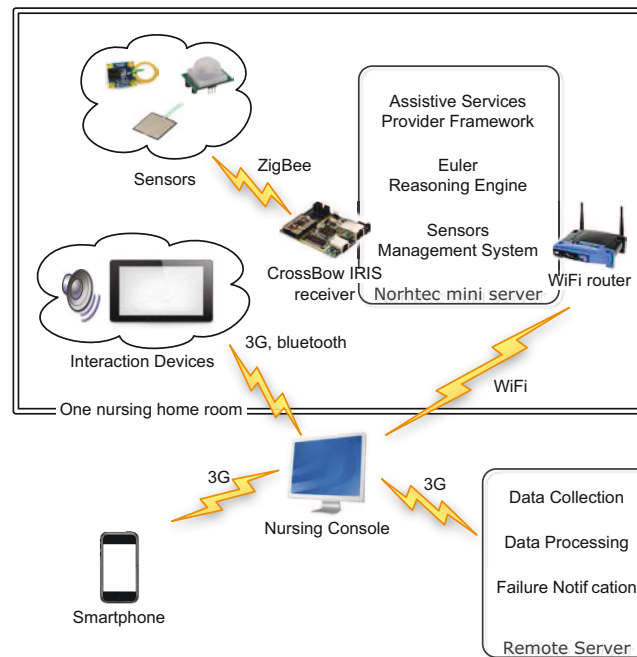 Sensors
ZigBee
CrossBow IRIS
receiver
Assistive Services
Provider Framework
Euler
Reasoning Engine
Sensors
Management System
Norhtec mini server
WiFi router
Interaction Devices
3G, bluetooth
WiFi
One nursing home room
3G
Nursing Console
3G
Smartphone
Data Collection
Data Processing
Failure Notif cation
Remote Server